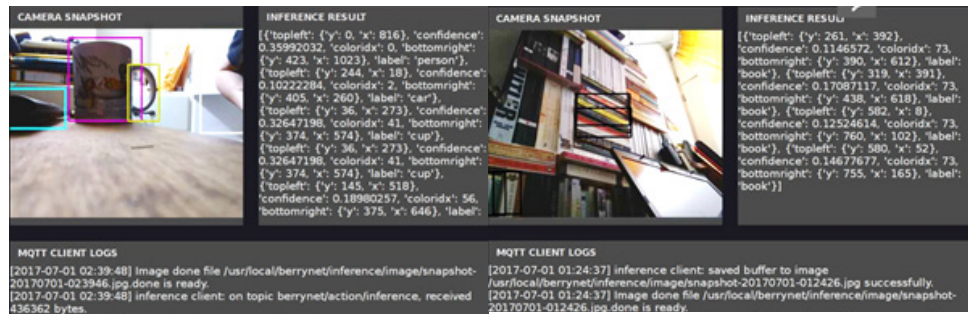 CAMERA SNAPSHOT
INFERENCE RESULT
[{'topleft': {'y': 0, 'x': 816}, 'confidence':
0.35992032, 'coloridx': 0, 'bottomright':
{'y': 423, 'x': 1023}, 'label': 'person'},
{'topleft': {'y': 244, 'x': 18}, 'confidence':
0.10222284, 'coloridx': 2, 'bottomright':
{'y': 405, 'x': 260}, 'label': 'car'},
{'topleft': {'y': 36, 'x': 273}, 'confidence':
0.32647198, 'coloridx': 41, 'bottomright':
{'y': 374, 'x': 574}, 'label': 'cup'},
{'topleft': {'y': 36, 'x': 273}, 'confidence':
0.32647198, 'coloridx': 41, 'bottomright':
{'y': 374, 'x': 574}, 'label': 'cup'},
{'topleft': {'y': 145, 'x': 518},
'confidence': 0.18980257, 'coloridx': 56,
'bottomright': {'y': 375, 'x': 646}, 'label':
MQTT CLIENT LOGS
[2017-07-01 02:39:48] Image done file /usr/local/berrynet/inference/image/snapshot-
20170701-023946.jpg.done is ready.
[2017-07-01 02:39:48] inference client: on topic berrynet/action/inference, received
436362 bytes.
CAMERA SNAPSHOT
INFERENCE RESULT
[{'topleft': {'y': 261, 'x': 392},
'confidence': 0.1146572, 'coloridx': 73,
'bottomright': {'y': 390, 'x': 612}, 'label':
'book'}, {'topleft': {'y': 319, 'x': 391},
'confidence': 0.17087117, 'coloridx': 73,
'bottomright': {'y': 438, 'x': 618}, 'label':
'book'}, {'topleft': {'y': 582, 'x': 8},
'confidence': 0.12524614, 'coloridx': 73,
'bottomright': {'y': 760, 'x': 102}, 'label':
'book'}, {'topleft': {'y': 580, 'x': 52},
'confidence': 0.14677677, 'coloridx': 73,
'bottomright': {'y': 755, 'x': 165}, 'label':
'book'}]
MQTT CLIENT LOGS
[2017-07-01 01:24:37] inference client: saved buffer to image
/usr/local/berrynet/inference/image/snapshot-20170701-012426.jpg successfully.
[2017-07-01 01:24:37] Image done file /usr/local/berrynet/inference/image/snapshot-
20170701-012426.jpg.done is ready.